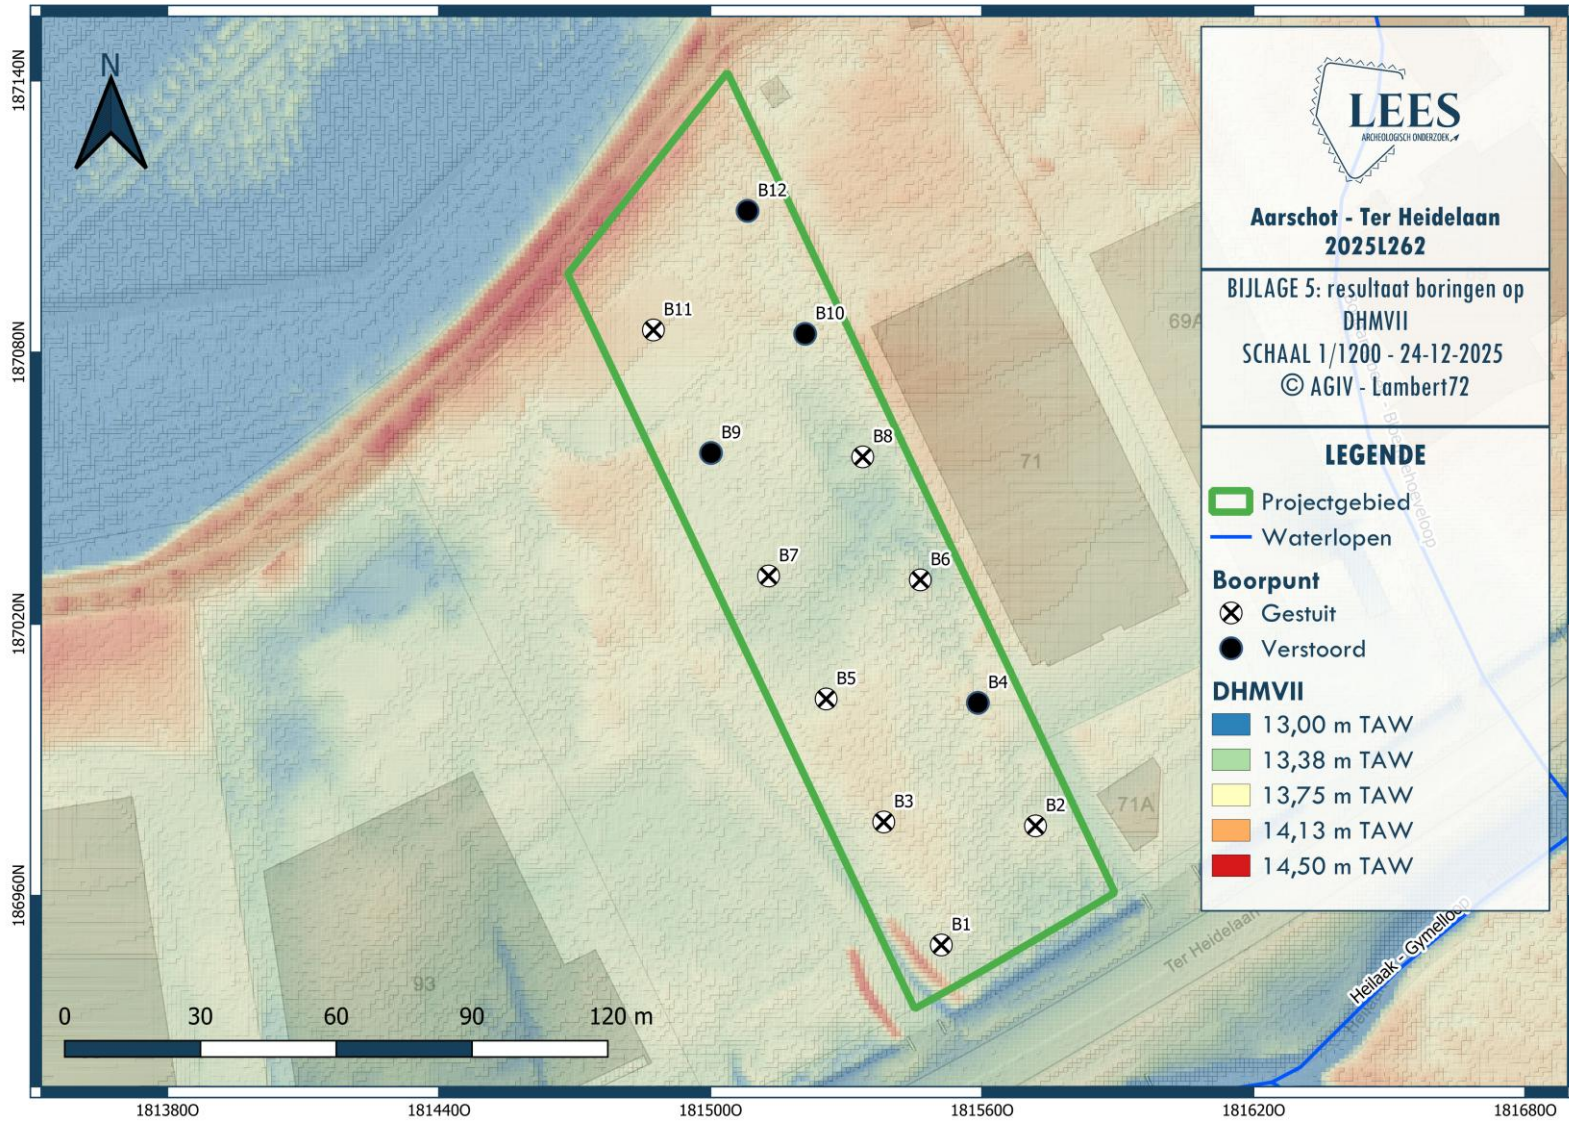 N
187140N
187080N
187020N
186960N
181380O
181440O
181500O
181560O
181620O
181680O
0 30 60 90 120 m
B12
B11
B10
B9
B8
B7
B6
B5
B4
B3
B2
B1
71
69A
71A
93
Ter Heidelaan
Heilaak - Gymelloop
LEES
ARCHEOLOGISCH ONDERZOEK
Aarschot - Ter Heidelaan
2025L262
BIJLAGE 5: resultaat boringen op
DHMVII
SCHAAL 1/1200 - 24-12-2025
© AGIV - Lambert72
LEGENDE
Projectgebied
Waterlopen
Boorpunt
Gestuit
Verstoord
DHMVII
13,00 m TAW
13,38 m TAW
13,75 m TAW
14,13 m TAW
14,50 m TAW